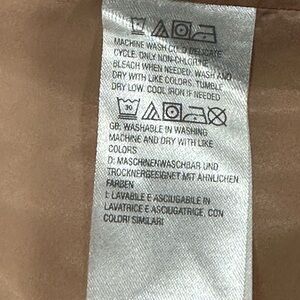 MACHINE WASH COLD DELICATE
CYCLE. ONLY NON-CHLORINE
BLEACH WHEN NEEDED. WASH AND
DRY WITH LIKE COLORS. TUMBLE
DRY LOW. COOL IRON IF NEEDED
30
GB: WASHABLE IN WASHING
MACHINE AND DRY WITH LIKE
COLORS
D: MASCHINENWASCHBAR UND
TROCKNERGEEIGNET MIT ÄHNLICHEN
FARBEN
I: LAVABILE E ASCIUGABILE IN
LAVATRICE E ASCIUGATRICE, CON
COLORI SIMILARI